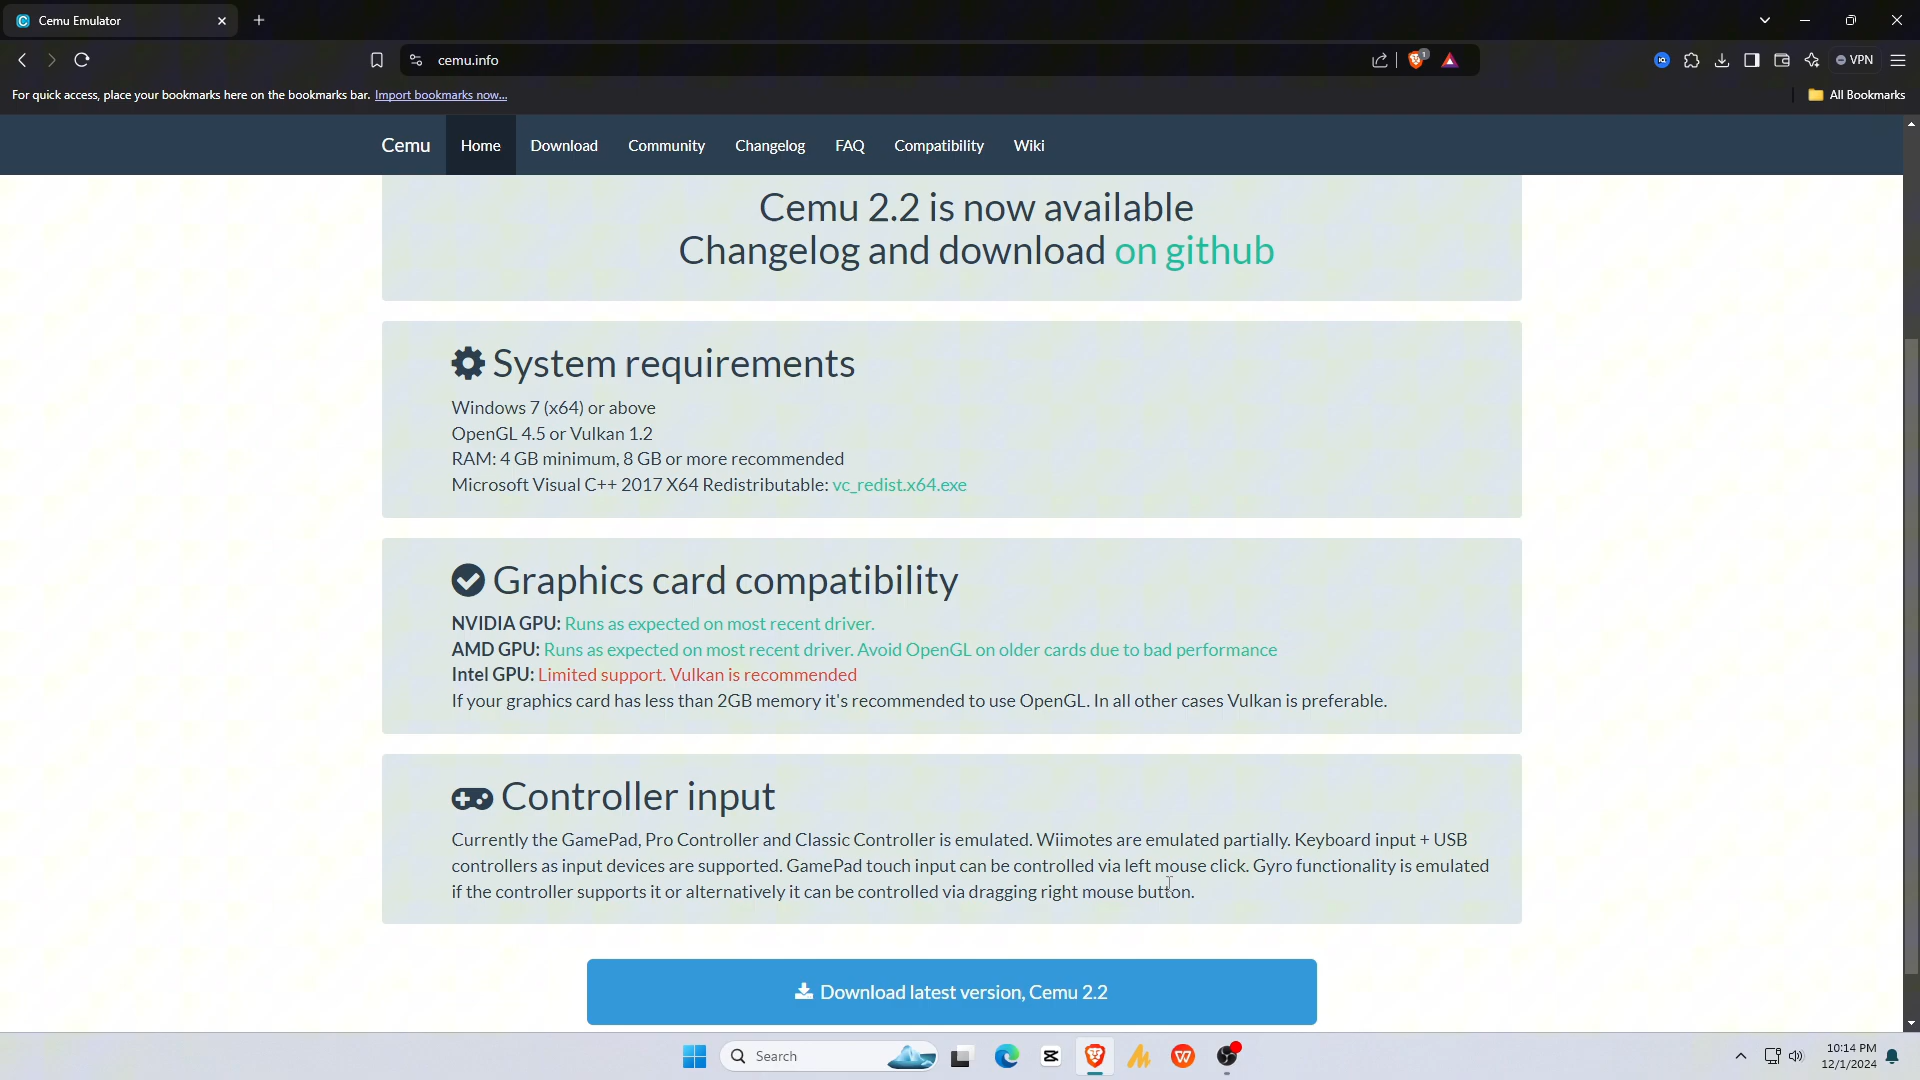 Cemu Emulator
cemu.info
1
VPN
For quick access, place your bookmarks here on the bookmarks bar. Import bookmarks now...
All Bookmarks
Cemu Home Download Community Changelog FAQ Compatibility Wiki
Cemu 2.2 is now available
Changelog and download on github
System requirements
Windows 7 (x64) or above
OpenGL 4.5 or Vulkan 1.2
RAM: 4 GB minimum, 8 GB or more recommended
Microsoft Visual C++ 2017 X64 Redistributable: vc_redist.x64.exe
Graphics card compatibility
NVIDIA GPU: Runs as expected on most recent driver.
AMD GPU: Runs as expected on most recent driver. Avoid OpenGL on older cards due to bad performance
Intel GPU: Limited support. Vulkan is recommended
If your graphics card has less than 2GB memory it's recommended to use OpenGL. In all other cases Vulkan is preferable.
Controller input
Currently the GamePad, Pro Controller and Classic Controller is emulated. Wiimotes are emulated partially. Keyboard input + USB
controllers as input devices are supported. GamePad touch input can be controlled via left mouse click. Gyro functionality is emulated
if the controller supports it or alternatively it can be controlled via dragging right mouse button.
Download latest version, Cemu 2.2
Search
10:14 PM
12/1/2024